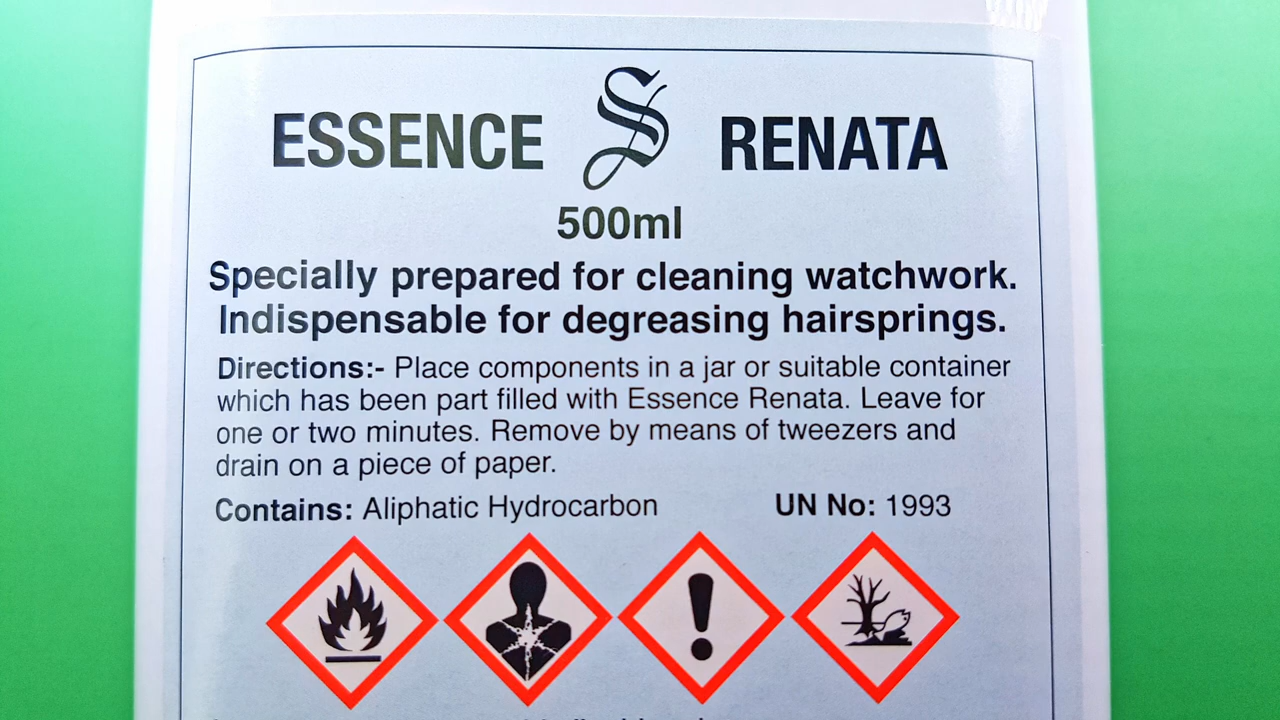 ESSENCE S RENATA
500ml
Specially prepared for cleaning watchwork.
Indispensable for degreasing hairsprings.
Directions:- Place components in a jar or suitable container
which has been part filled with Essence Renata. Leave for
one or two minutes. Remove by means of tweezers and
drain on a piece of paper.
Contains: Aliphatic Hydrocarbon UN No: 1993